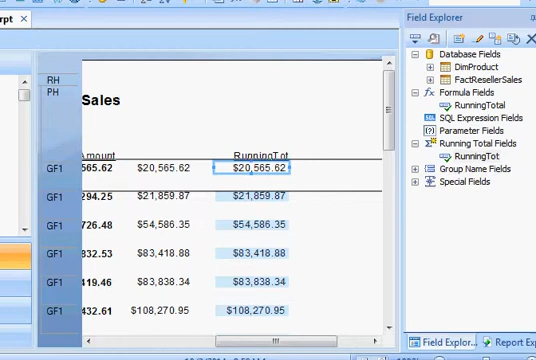 rpt ×
Field Explorer
Database Fields
DimProduct
FactResellerSales
Formula Fields
RunningTotal
SQL Expression Fields
Parameter Fields
Running Total Fields
RunningTot
Group Name Fields
Special Fields
RH
PH
Sales
Amount RunningTot
GF1 565.62 $20,565.62 $20,565.62
GF1 294.25 $21,859.87 $21,859.87
GF1 726.48 $54,586.35 $54,586.35
GF1 832.53 $83,418.88 $83,418.88
GF1 419.46 $83,838.34 $83,838.34
GF1 432.61 $108,270.95 $108,270.95
Field Explor... Report Exp